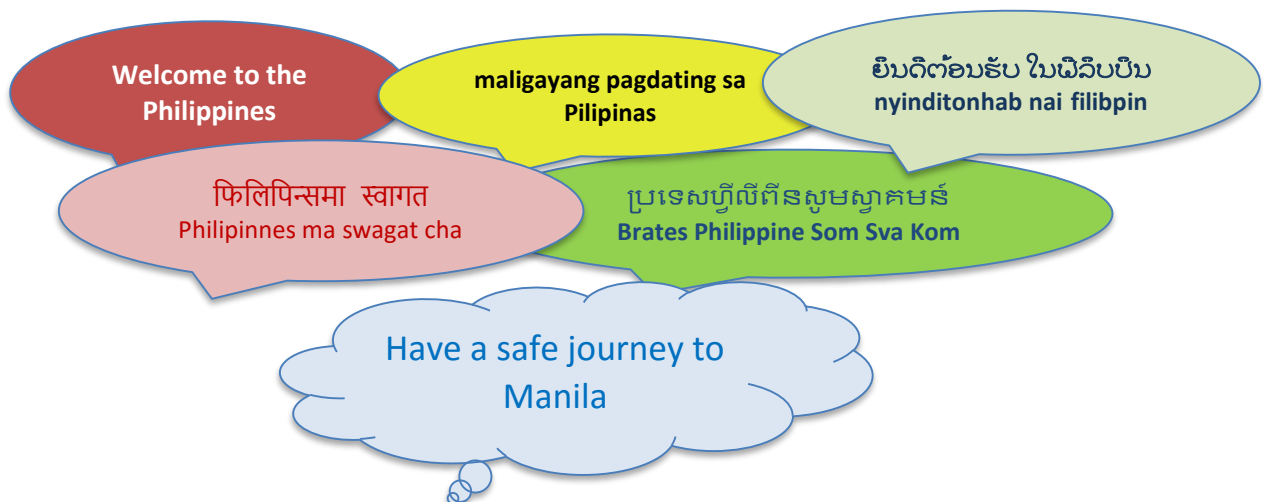 Welcome to the
Philippines
maligayang pagdating sa
Pilipinas
ຍິນດີຕ້ອນຮັບ ໃນຟີລິບປິນ
nyinditonhab nai filibpin
फिलिपिन्समा स्वागत
Philipinnes ma swagat cha
ប្រទេសហ្វីលីពីនសូមស្វាគមន៍
Brates Philippine Som Sva Kom
Have a safe journey to
Manila